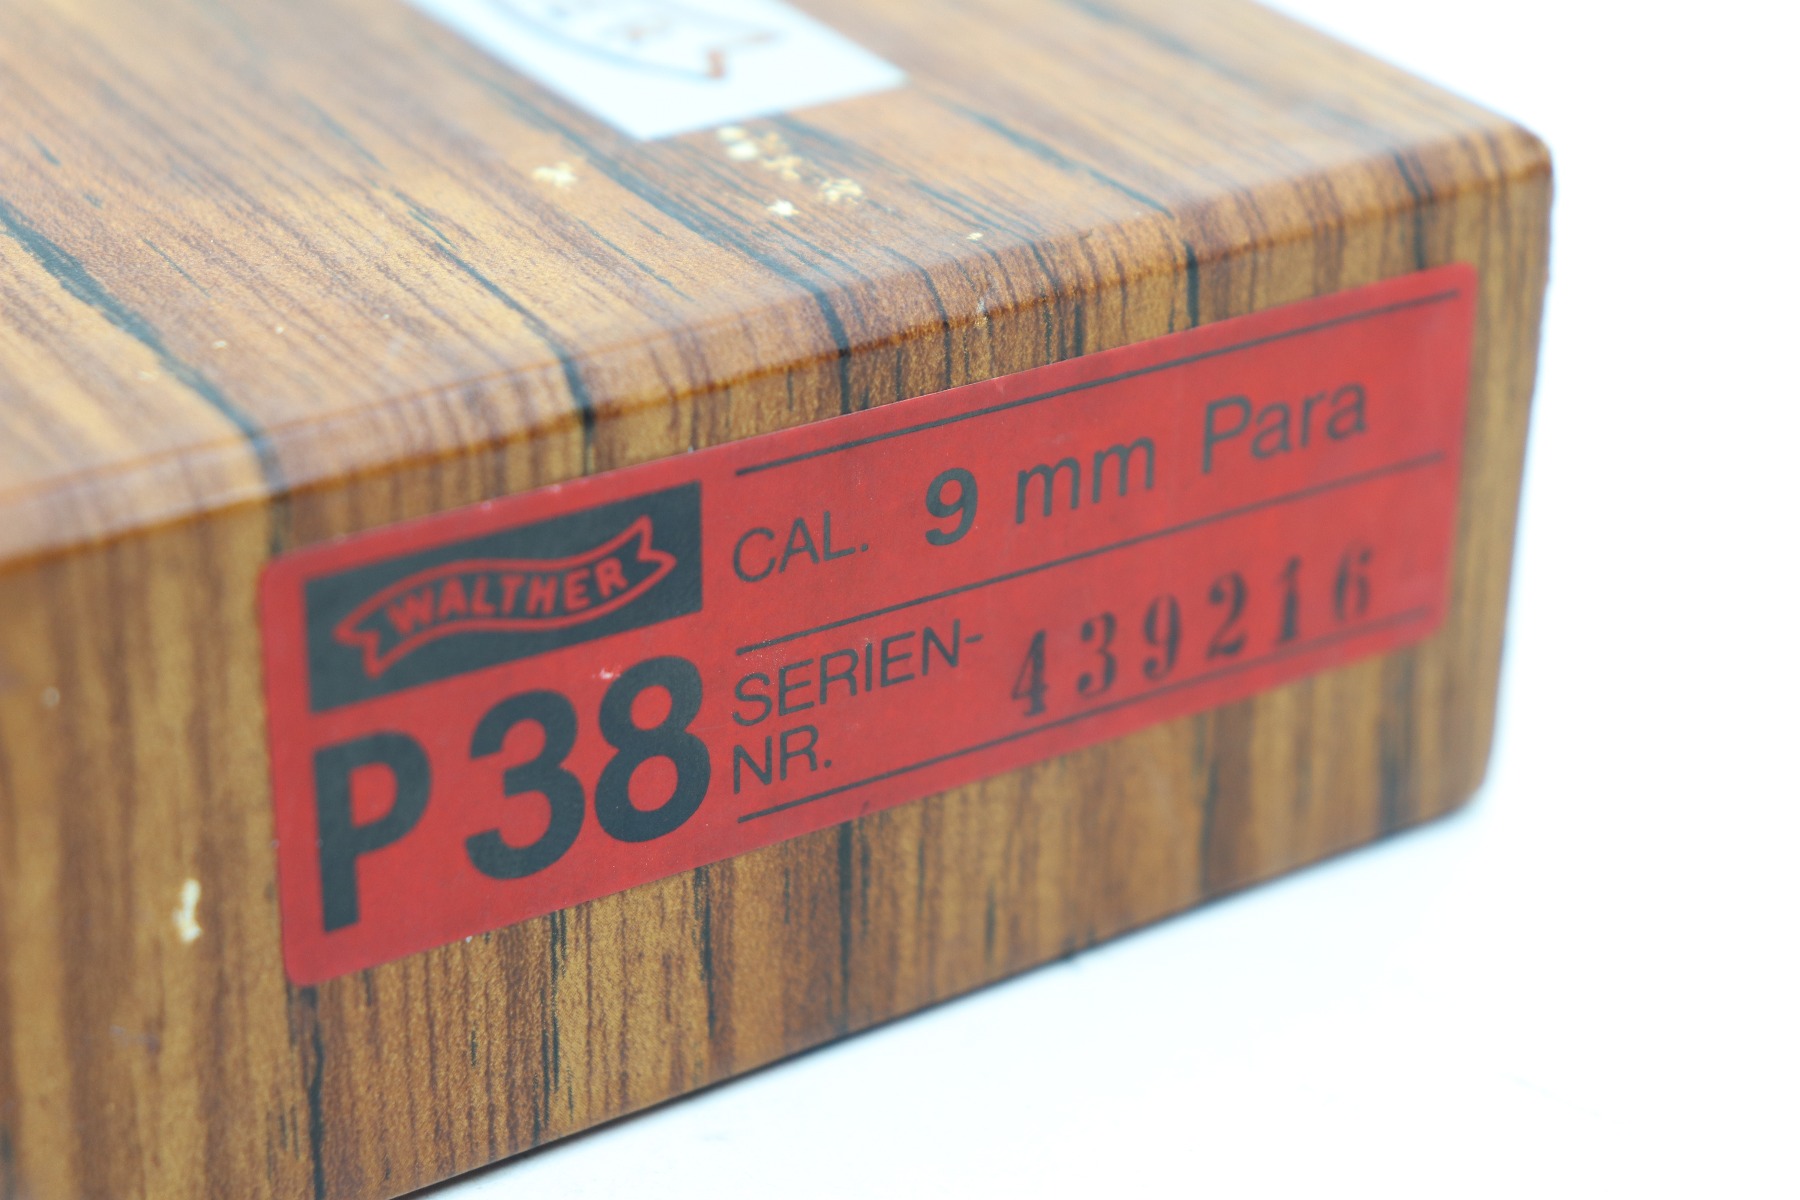 WALTHER
P38
CAL. 9 mm Para
SERIEN-
NR. 439216